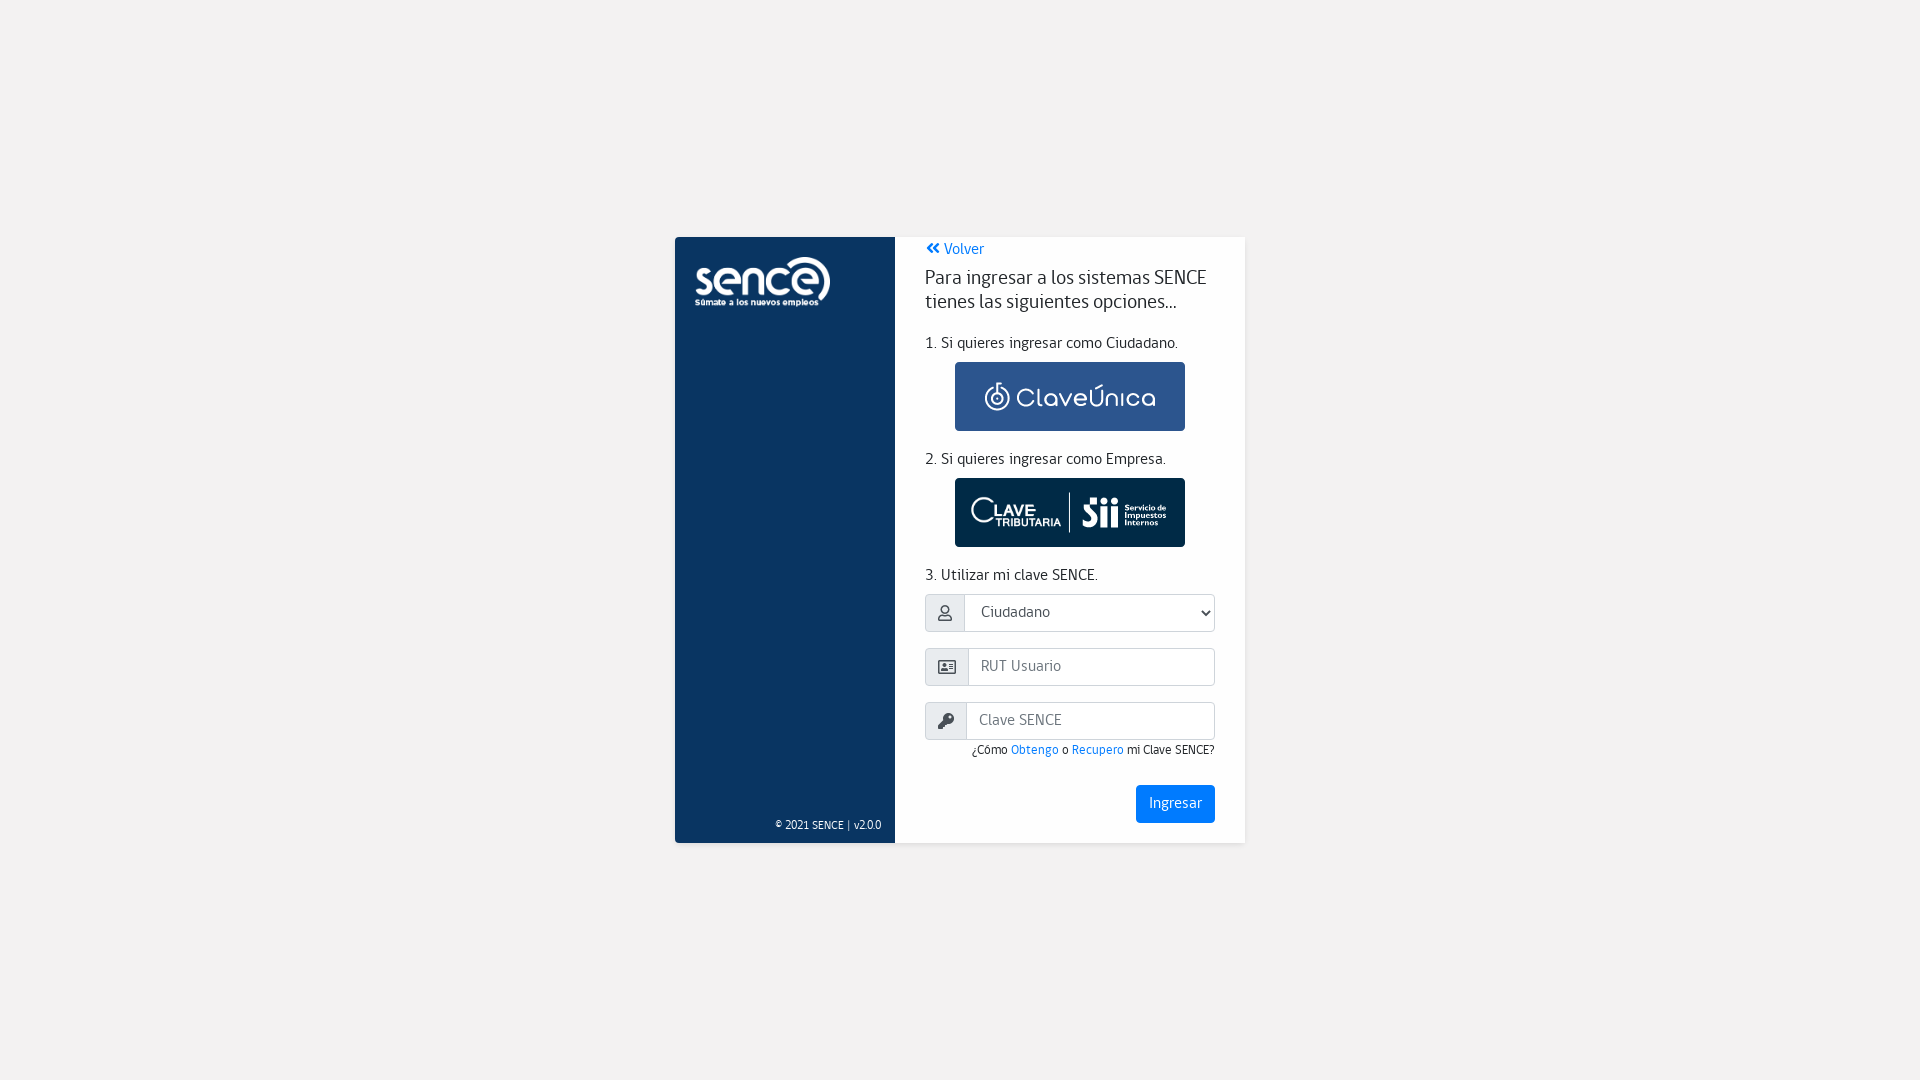 sence
Súmate a los nuevos empleos
© 2021 SENCE | v2.0.0
Volver
Para ingresar a los sistemas SENCE
tienes las siguientes opciones...
1. Si quieres ingresar como Ciudadano.
ClaveÚnica
2. Si quieres ingresar como Empresa.
CLAVE
TRIBUTARIA
Sii
Servicio de
Impuestos
Internos
3. Utilizar mi clave SENCE.
Ciudadano
RUT Usuario
Clave SENCE
¿Cómo Obtengo o Recupero mi Clave SENCE?
Ingresar